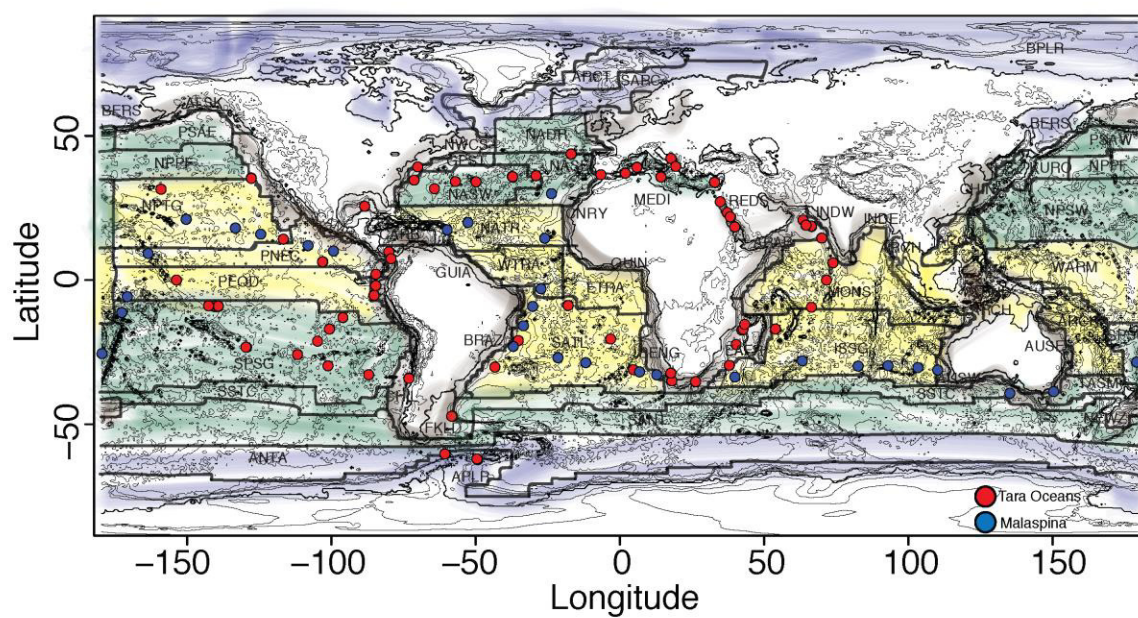 BPLR
ARCT
SARC
BERS
ALSK
BERS
PSAE
NADR
PSAW
NWCS
GFST
NPPF
KURO
NASW
MEDI
REDS
CHIN
NPTG
CNRY
INDW
INDE
NPSW
NATR
ARAB
PNEC
GUIA
WTRA
GUIN
WARM
PEQD
ETRA
MONS
BRAZ
SATL
BENG
EAFR
ISSG
ARCH
AUSE
SPSG
SSTC
SSTC
TASM
FKLD
ANTA
APLR
50
0
−50
Latitude
Tara Oceans
Malaspina
−150
−100
−50
0
50
100
150
Longitude